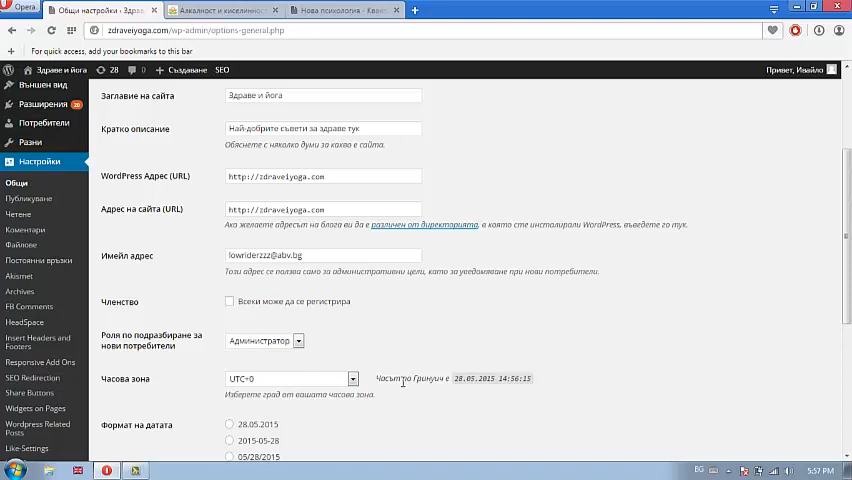 Opera
Общи настройки ‹ Здрав
Алкалност и киселинност
Нова психология - Кван
zdraveiyoga.com/wp-admin/options-general.php
For quick access, add your bookmarks to this bar
Здраве и йога
28
0
Създаване
SEO
Привет, Ивайло
Външен вид
Разширения 20
Потребители
Разни
Настройки
Общи
Публикуване
Четене
Коментари
Файлове
Постоянни връзки
Akismet
Archives
FB Comments
HeadSpace
Insert Headers and
Footers
Responsive Add Ons
SEO Redirection
Share Buttons
Widgets on Pages
Wordpress Related
Posts
Like-Settings
Заглавие на сайта
Здраве и йога
Кратко описание
Най-добрите съвети за здраве тук
Обяснете с няколко думи за какво е сайта.
WordPress Адрес (URL)
http://zdraveiyoga.com
Адрес на сайта (URL)
http://zdraveiyoga.com
Ако желаете адресът на блога ви да е различен от директорията, в която сте инсталирали WordPress, въведете го тук.
Имейл адрес
lowriderzzz@abv.bg
Този адрес се ползва само за административни цели, като за уведомяване при нови потребители.
Членство
Всеки може да се регистрира
Роля по подразбиране за
нови потребители
Администратор
Часова зона
UTC+0
Часът по Гринуич е 28.05.2015 14:56:15
Изберете град от вашата часова зона.
Формат на датата
28.05.2015
2015-05-28
05/28/2015
BG
5:57 PM